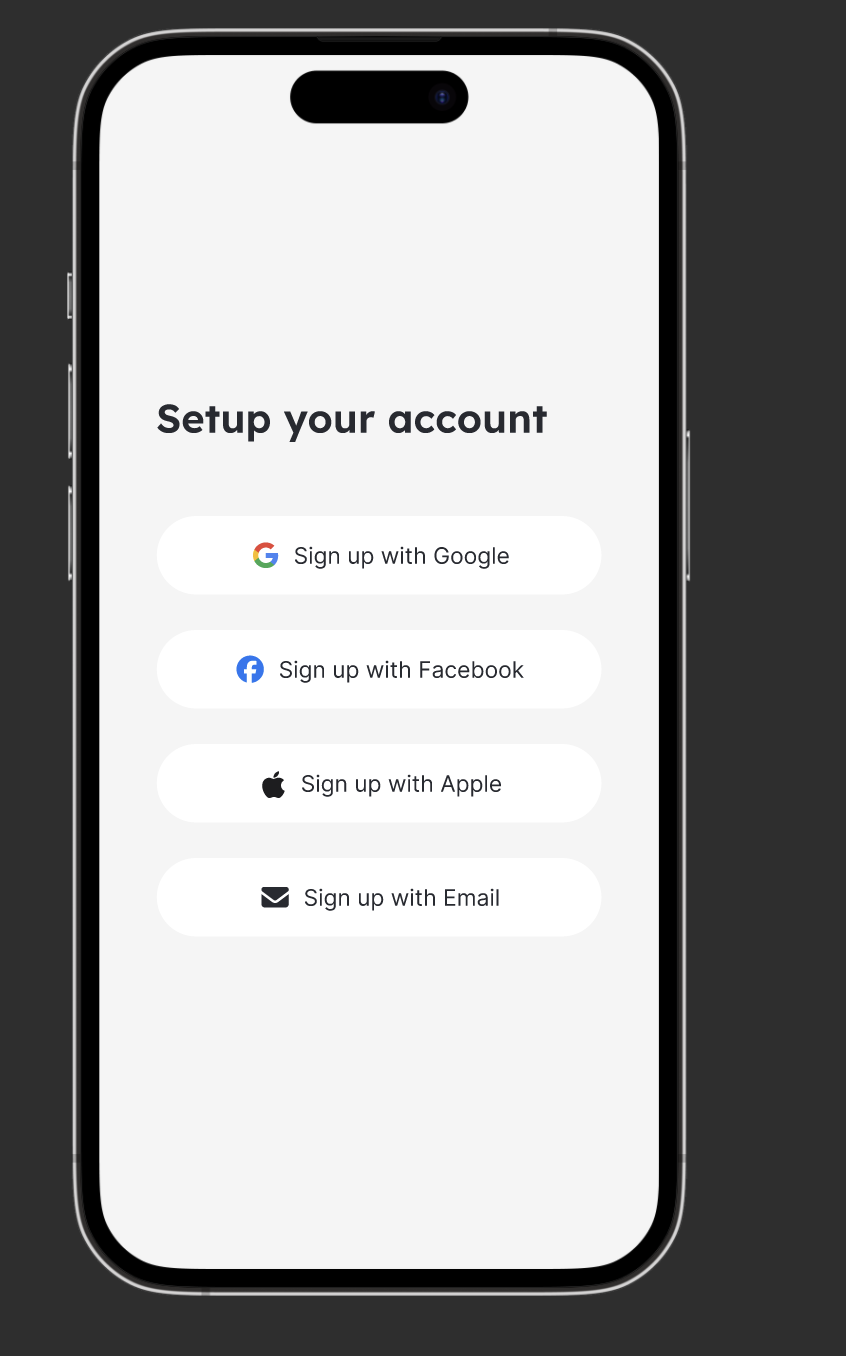 Setup your account
Sign up with Google
Sign up with Facebook
Sign up with Apple
Sign up with Email